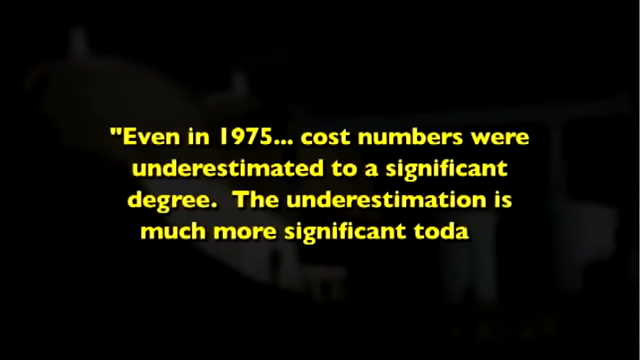 "Even in 1975... cost numbers were
underestimated to a significant
degree. The underestimation is
much more significant toda